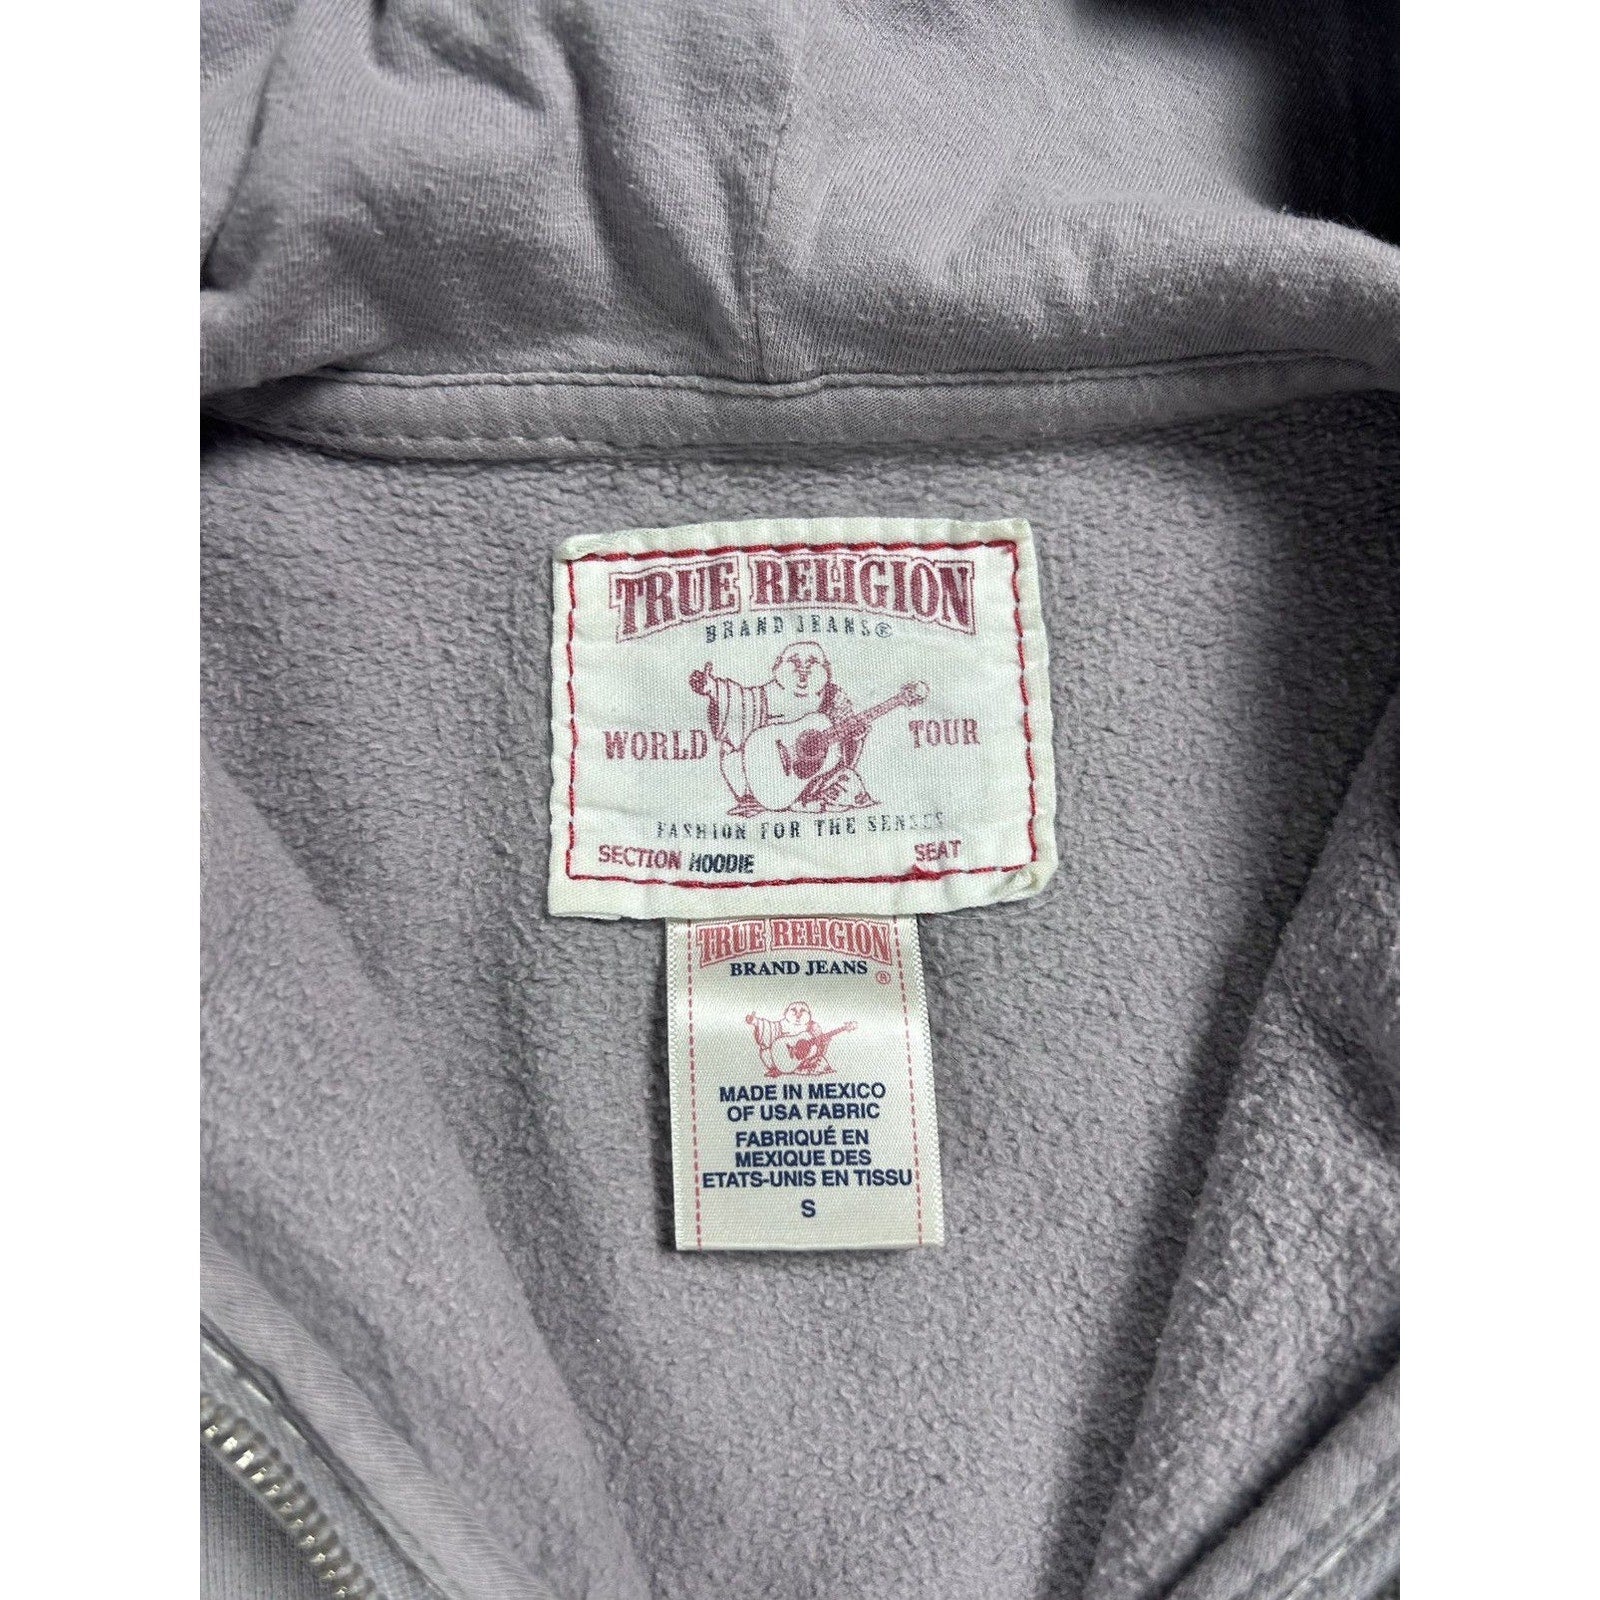 TRUE RELIGION
BRAND JEANS®
WORLD TOUR
FASHION FOR THE SENSES
SECTION HOODIE SEAT
TRUE RELIGION
BRAND JEANS
®
MADE IN MEXICO
OF USA FABRIC
FABRIQUÉ EN
MEXIQUE DES
ETATS-UNIS EN TISSU
S